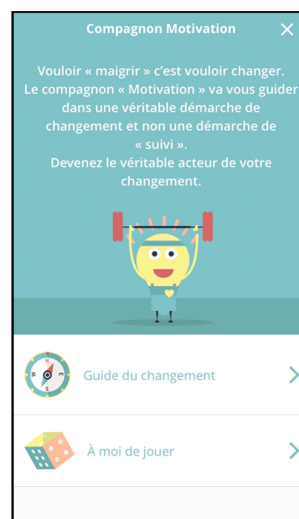 Compagnon Motivation
Vouloir « maigrir » c'est vouloir changer.
Le compagnon « Motivation » va vous guider
dans une véritable démarche de
changement et non une démarche de
« suivi ».
Devenez le véritable acteur de votre
changement.
Guide du changement
À moi de jouer